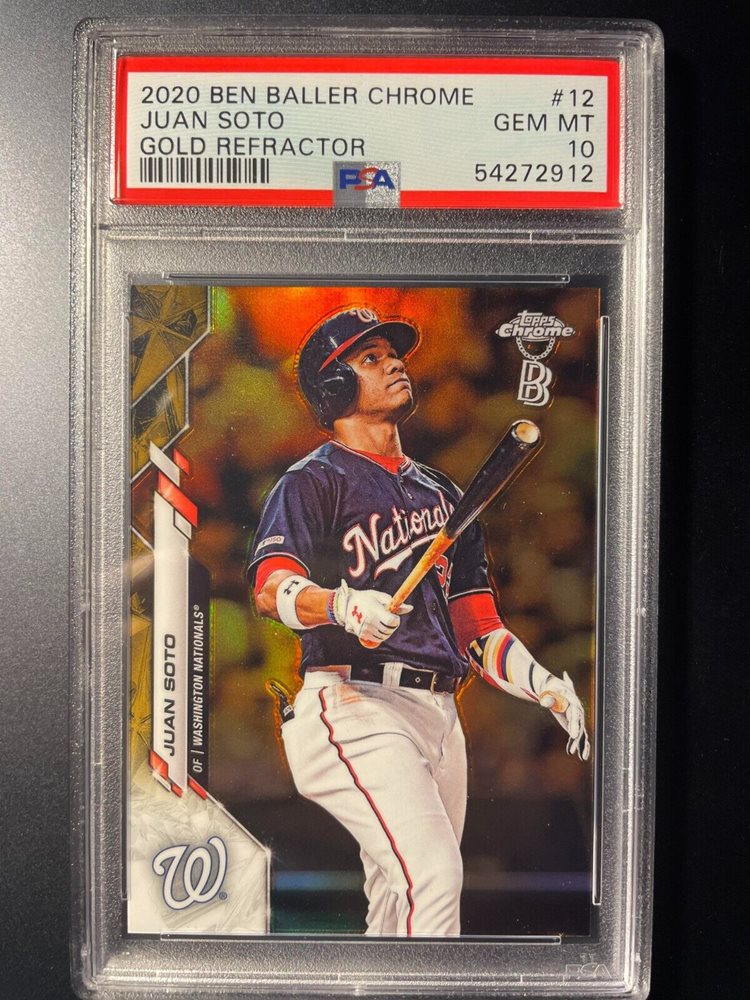 2020 BEN BALLER CHROME #12
JUAN SOTO GEM MT
GOLD REFRACTOR 10
PSA 54272912
topps
Chrome
B
W
Nationals
JUAN SOTO
OF | WASHINGTON NATIONALS®
W®
PSA